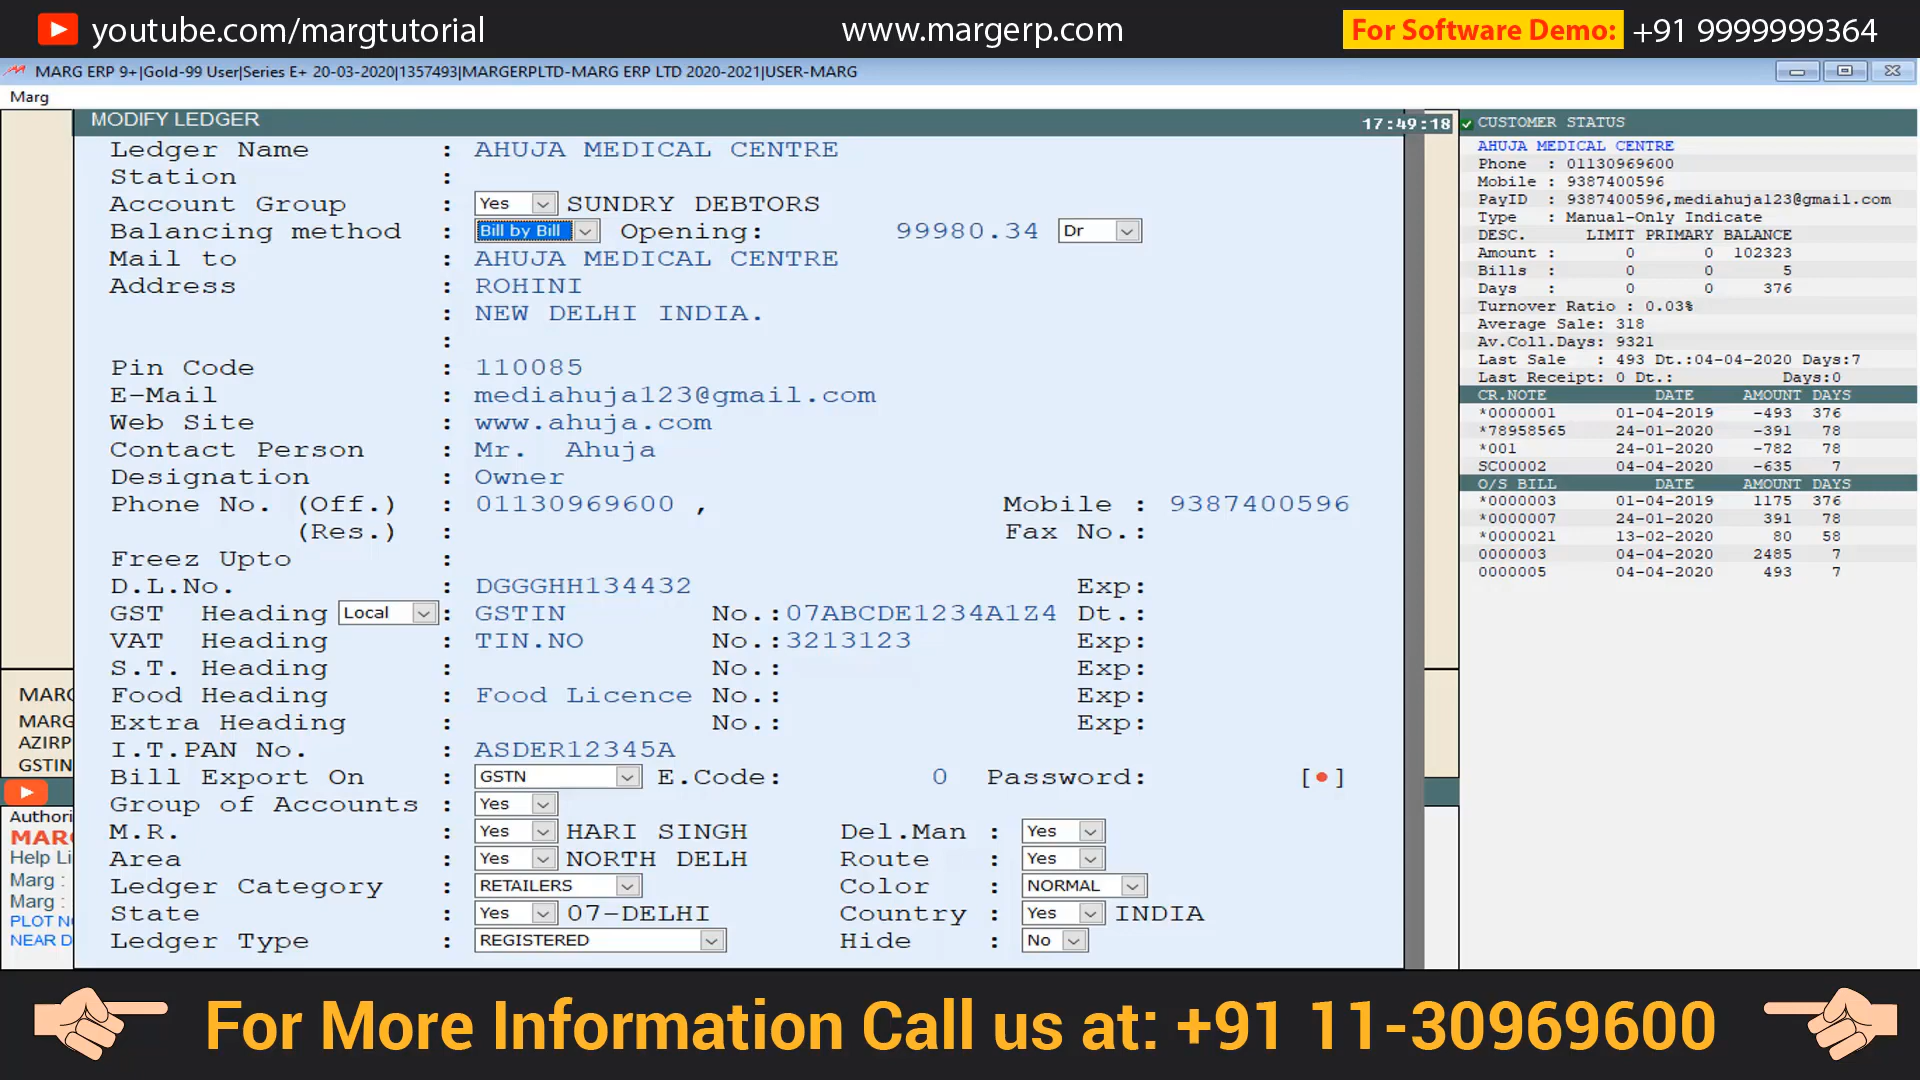 youtube.com/margtutorial
www.margerp.com
For Software Demo: +91 9999999364
MARG ERP 9+|Gold-99 User|Series E+ 20-03-2020|1357493|MARGERPLTD-MARG ERP LTD 2020-2021|USER-MARG
Marg
MODIFY LEDGER 17:49:18
Ledger Name : AHUJA MEDICAL CENTRE
Station :
Account Group : Yes SUNDRY DEBTORS
Balancing method : Bill by Bill Opening: 99980.34 Dr
Mail to : AHUJA MEDICAL CENTRE
Address : ROHINI
: NEW DELHI INDIA.
:
Pin Code : 110085
E-Mail : mediahuja123@gmail.com
Web Site : www.ahuja.com
Contact Person : Mr. Ahuja
Designation : Owner
Phone No. (Off.) : 01130969600 , Mobile : 9387400596
(Res.) : Fax No.:
Freez Upto :
D.L.No. : DGGGHH134432 Exp:
GST Heading Local : GSTIN No.:07ABCDE1234A1Z4 Dt.:
VAT Heading : TIN.NO No.:3213123 Exp:
S.T. Heading : No.: Exp:
Food Heading : Food Licence No.: Exp:
Extra Heading : No.: Exp:
I.T.PAN No. : ASDER12345A
Bill Export On : GSTN E.Code: 0 Password: [•]
Group of Accounts : Yes
M.R. : Yes HARI SINGH Del.Man : Yes
Area : Yes NORTH DELH Route : Yes
Ledger Category : RETAILERS Color : NORMAL
State : Yes 07-DELHI Country : Yes INDIA
Ledger Type : REGISTERED Hide : No
CUSTOMER STATUS
AHUJA MEDICAL CENTRE
Phone : 01130969600
Mobile : 9387400596
PayID : 9387400596,mediahuja123@gmail.com
Type : Manual-Only Indicate
DESC. LIMIT PRIMARY BALANCE
Amount : 0 0 102323
Bills : 0 0 5
Days : 0 0 376
Turnover Ratio : 0.03%
Average Sale: 318
Av.Coll.Days: 9321
Last Sale : 493 Dt.:04-04-2020 Days:7
Last Receipt: 0 Dt.: Days:0
CR.NOTE DATE AMOUNT DAYS
*0000001 01-04-2019 -493 376
*78958565 24-01-2020 -391 78
*001 24-01-2020 -782 78
SC00002 04-04-2020 -635 7
O/S BILL DATE AMOUNT DAYS
*0000003 01-04-2019 1175 376
*0000007 24-01-2020 391 78
*0000021 13-02-2020 80 58
0000003 04-04-2020 2485 7
0000005 04-04-2020 493 7
MARG
MARG
AZIRP
GSTIN
Authori
MARG
Help Li
Marg :
Marg :
PLOT N
NEAR D
For More Information Call us at: +91 11-30969600